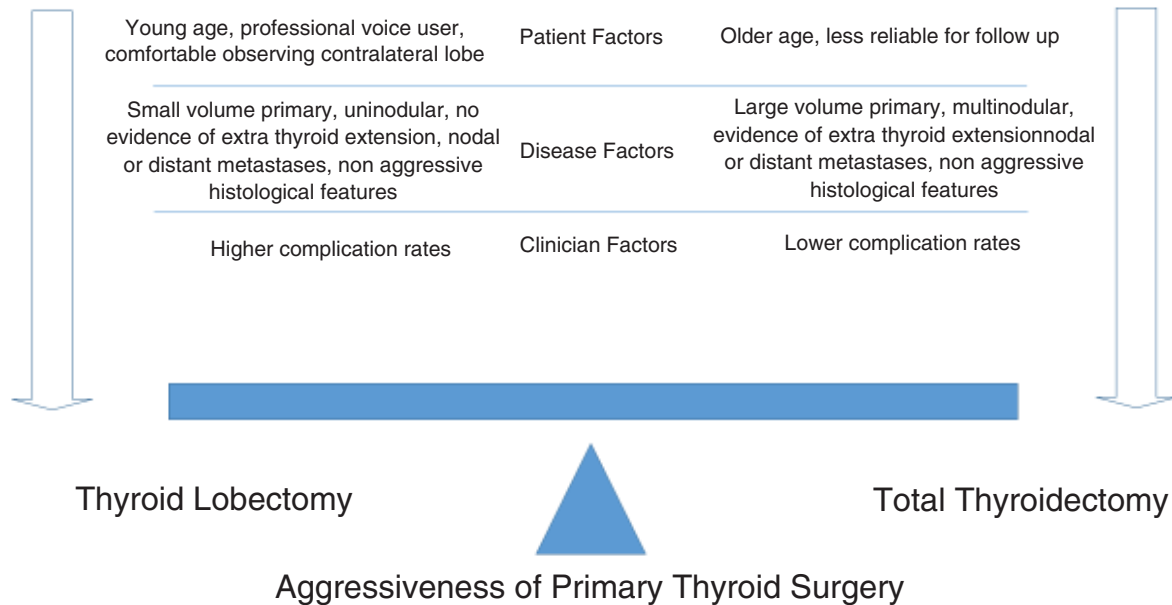 Young age, professional voice user,
comfortable observing contralateral lobe
Patient Factors
Older age, less reliable for follow up
Small volume primary, uninodular, no
evidence of extra thyroid extension, nodal
or distant metastases, non aggressive
histological features
Disease Factors
Large volume primary, multinodular,
evidence of extra thyroid extensionnodal
or distant metastases, non aggressive
histological features
Higher complication rates
Clinician Factors
Lower complication rates
Thyroid Lobectomy
Total Thyroidectomy
Aggressiveness of Primary Thyroid Surgery